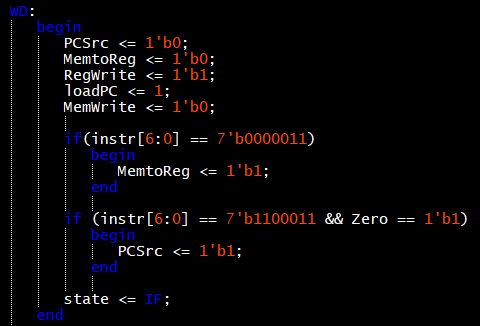 WD:
begin
PCSrc <= 1'b0;
MemtoReg <= 1'b0;
RegWrite <= 1'b1;
loadPC <= 1;
MemWrite <= 1'b0;
if(instr[6:0] == 7'b0000011)
begin
MemtoReg <= 1'b1;
end
if (instr[6:0] == 7'b1100011 && Zero == 1'b1)
begin
PCSrc <= 1'b1;
end
state <= IF;
end